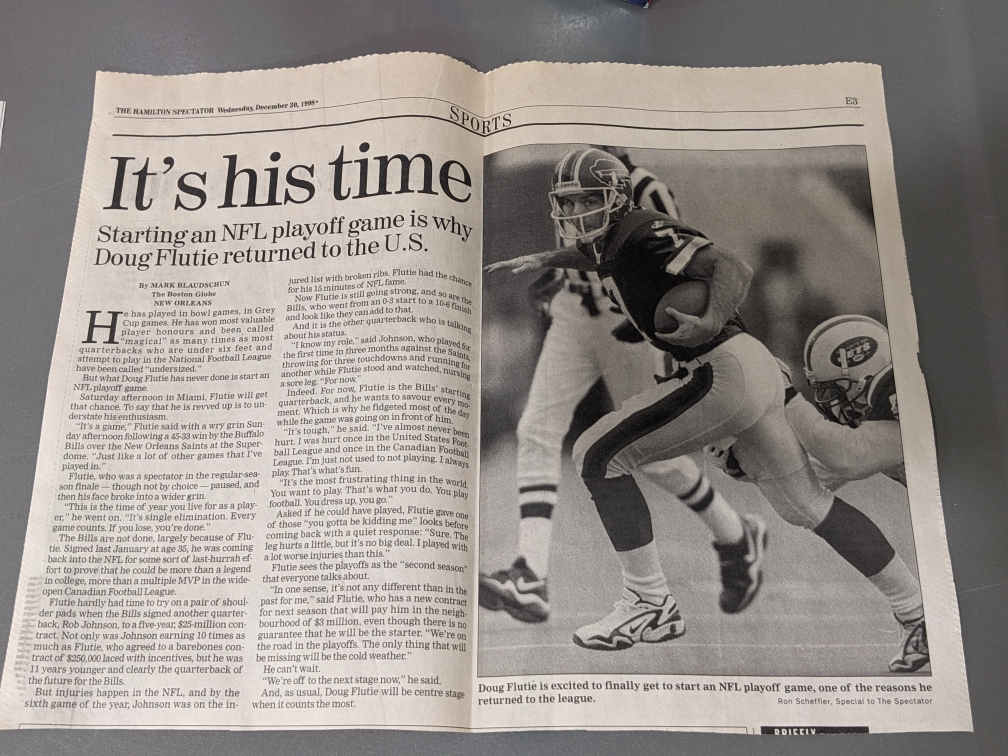 THE HAMILTON SPECTATOR Wednesday, December 30, 1998•
SPORTS
E3
It's his time
Starting an NFL playoff game is why
Doug Flutie returned to the U.S.
By MARK BLAUDSCHUN
The Boston Globe
NEW ORLEANS
He has played in bowl games, in Grey
Cup games. He has won most valuable
player honours and been called
"magical" as many times as most
quarterbacks who are under six feet and
attempt to play in the National Football League
have been called "undersized."
But what Doug Flutie has never done is start an
NFL playoff game.
Saturday afternoon in Miami, Flutie will get
that chance. To say that he is revved up is to un-
derstate his enthusiasm.
"It's a game," Flutie said with a wry grin Sun-
day afternoon following a 45-33 win by the Buffalo
Bills over the New Orleans Saints at the Super-
dome. "Just like a lot of other games that I've
played in."
Flutie, who was a spectator in the regular-sea-
son finale — though not by choice — paused, and
then his face broke into a wider grin.
"This is the time of year you live for as a play-
er," he went on. "It's single elimination. Every
game counts. If you lose, you're done."
The Bills are not done, largely because of Flu-
tie. Signed last January at age 35, he was coming
back into the NFL for some sort of last-hurrah ef-
fort to prove that he could be more than a legend
in college, more than a multiple MVP in the wide-
open Canadian Football League.
Flutie hardly had time to try on a pair of shoul-
der pads when the Bills signed another quarter-
back, Rob Johnson, to a five-year, $25-million con-
tract. Not only was Johnson earning 10 times as
much as Flutie, who agreed to a barebones con-
tract of $250,000 laced with incentives, but he was
11 years younger and clearly the quarterback of
the future for the Bills.
But injuries happen in the NFL, and by the
sixth game of the year, Johnson was on the in-
jured list with broken ribs. Flutie had the chance
for his 15 minutes of NFL fame.
Now Flutie is still going strong, and so are the
Bills, who went from an 0-3 start to a 10-6 finish
and look like they can add to that.
And it is the other quarterback who is talking
about his status.
"I know my role," said Johnson, who played for
the first time in three months against the Saints,
throwing for three touchdowns and running for
another while Flutie stood and watched, nursing
a sore leg. "For now."
Indeed. For now, Flutie is the Bills' starting
quarterback, and he wants to savour every mo-
ment. Which is why he fidgeted most of the day
while the game was going on in front of him.
"It's tough," he said. "I've almost never been
hurt. I was hurt once in the United States Foot-
ball League and once in the Canadian Football
League. I'm just not used to not playing. I always
play. That's what's fun.
"It's the most frustrating thing in the world.
You want to play. That's what you do. You play
football. You dress up, you go."
Asked if he could have played, Flutie gave one
of those "you gotta be kidding me" looks before
coming back with a quiet response: "Sure. The
leg hurts a little, but it's no big deal. I played with
a lot worse injuries than this."
Flutie sees the playoffs as the "second season"
that everyone talks about.
"In one sense, it's not any different than in the
past for me," said Flutie, who has a new contract
for next season that will pay him in the neigh-
bourhood of $3 million, even though there is no
guarantee that he will be the starter. "We're on
the road in the playoffs. The only thing that will
be missing will be the cold weather."
He can't wait.
"We're off to the next stage now," he said.
And, as usual, Doug Flutie will be centre stage
when it counts the most.
7
JETS
Doug Flutie is excited to finally get to start an NFL playoff game, one of the reasons he
returned to the league.
Ron Scheffler, Special to The Spectator
BRIEFLY